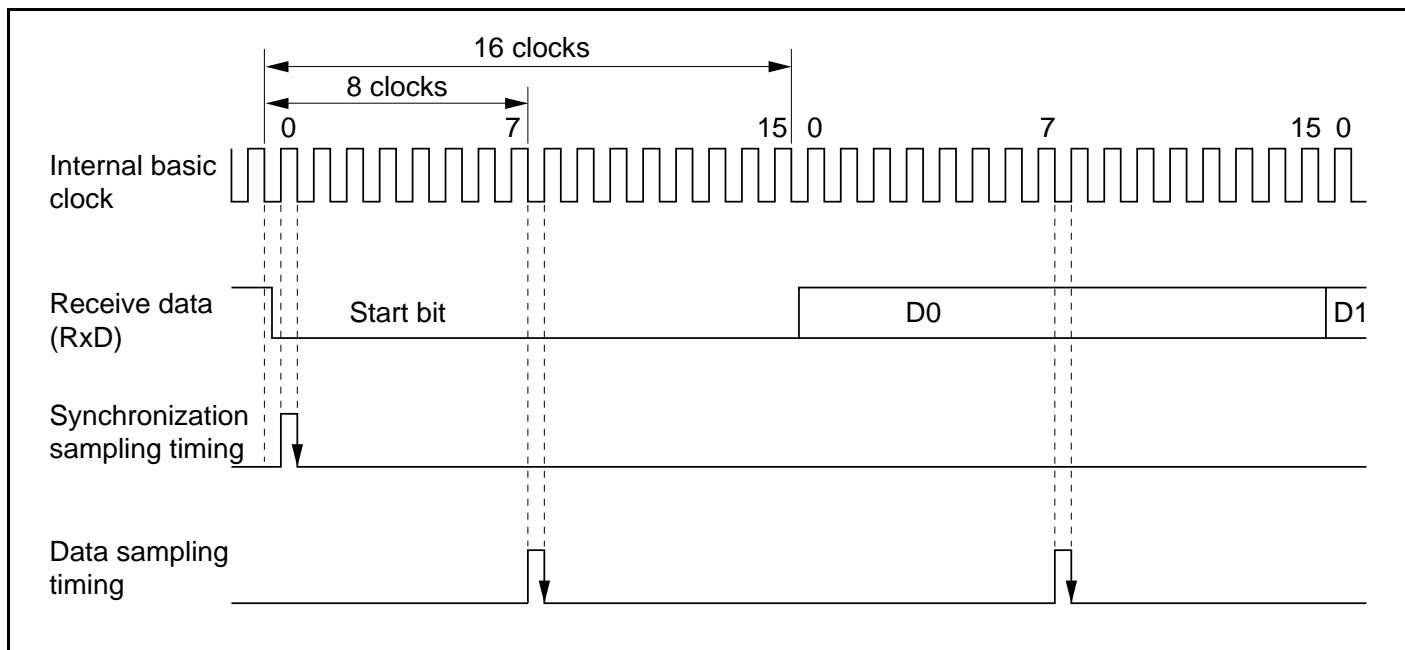 16 clocks
8 clocks
0 7 15 0 7 15 0
Internal basic
clock
Receive data
(RxD)
Start bit D0 D1
Synchronization
sampling timing
Data sampling
timing